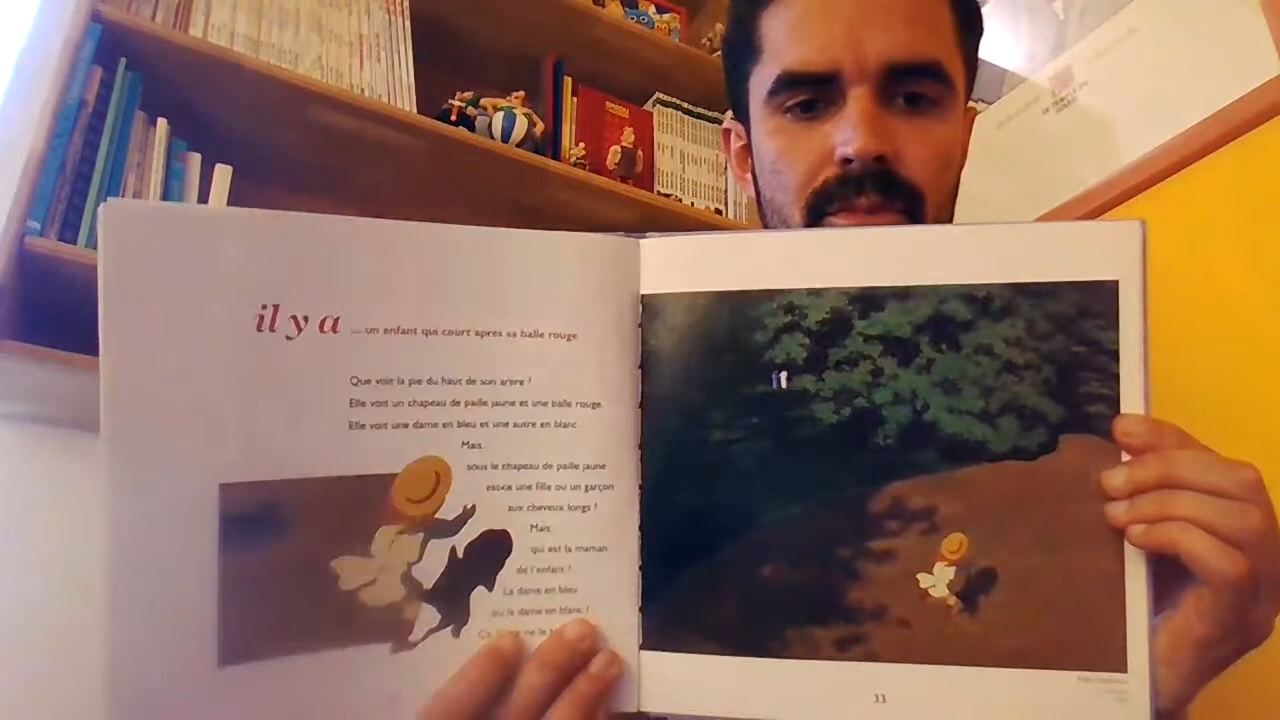 il y a ... un enfant qui court après sa balle rouge
Que voit la pie du haut de son arbre ?
Elle voit un chapeau de paille jaune et une balle rouge.
Elle voit une dame en bleu et une autre en blanc.
Mais,
sous le chapeau de paille jaune
est-ce une fille ou un garçon
aux cheveux longs ?
Mais,
qui est la maman
de l'enfant ?
La dame en bleu
ou la dame en blanc ?
ne le
33